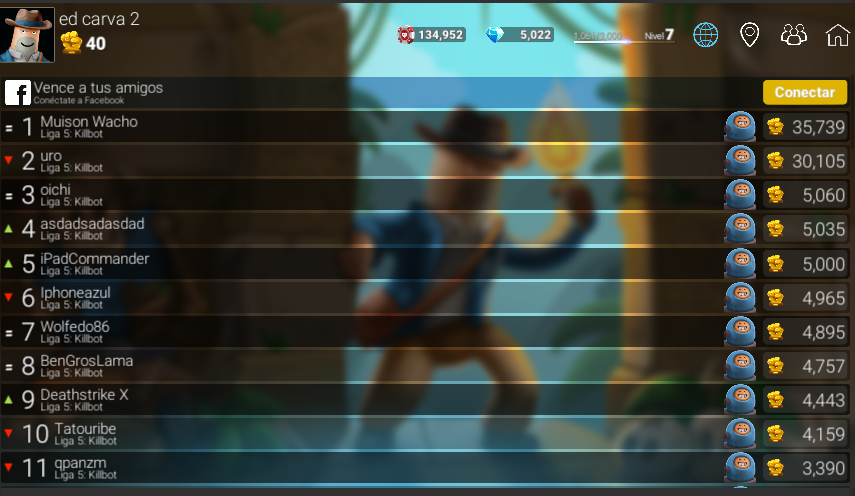 ed carva 2
40
134,952
5,022
Nivel 7
Vence a tus amigos
Conéctate a Facebook
Conectar
1 Muison Wacho
Liga 5: Killbot
35,739
2 uro
Liga 5: Killbot
30,105
3 oichi
Liga 5: Killbot
5,060
4 asdadsadasdad
Liga 5: Killbot
5,035
5 iPadCommander
Liga 5: Killbot
5,000
6 Iphoneazul
Liga 5: Killbot
4,965
7 Wolfedo86
Liga 5: Killbot
4,895
8 BenGrosLama
Liga 5: Killbot
4,757
9 Deathstrike X
Liga 5: Killbot
4,443
10 Tatouribe
Liga 5: Killbot
4,159
11 qpanzm
Liga 5: Killbot
3,390